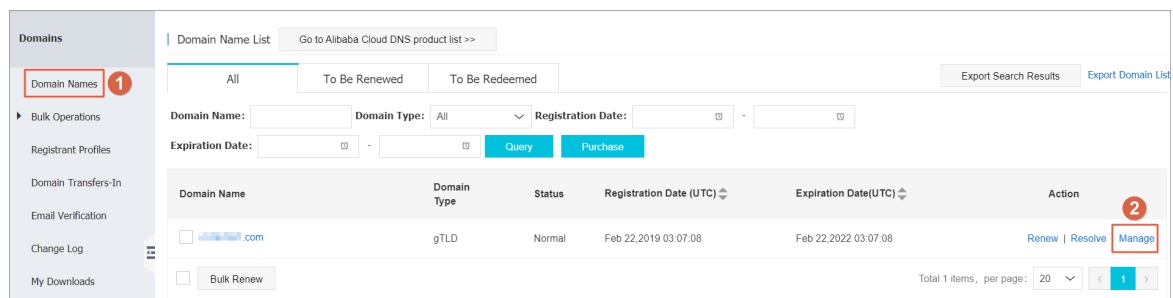 Domains
Domain Names 1
Bulk Operations
Registrant Profiles
Domain Transfers-In
Email Verification
Change Log
My Downloads
Domain Name List Go to Alibaba Cloud DNS product list >>
All To Be Renewed To Be Redeemed Export Search Results Export Domain List
Domain Name: Domain Type: All Registration Date: -
Expiration Date: - Query Purchase
Domain Name Domain Type Status Registration Date (UTC) Expiration Date(UTC) Action
2
.com gTLD Normal Feb 22,2019 03:07:08 Feb 22,2022 03:07:08 Renew | Resolve Manage
Bulk Renew Total 1 items, per page: 20 < 1 >